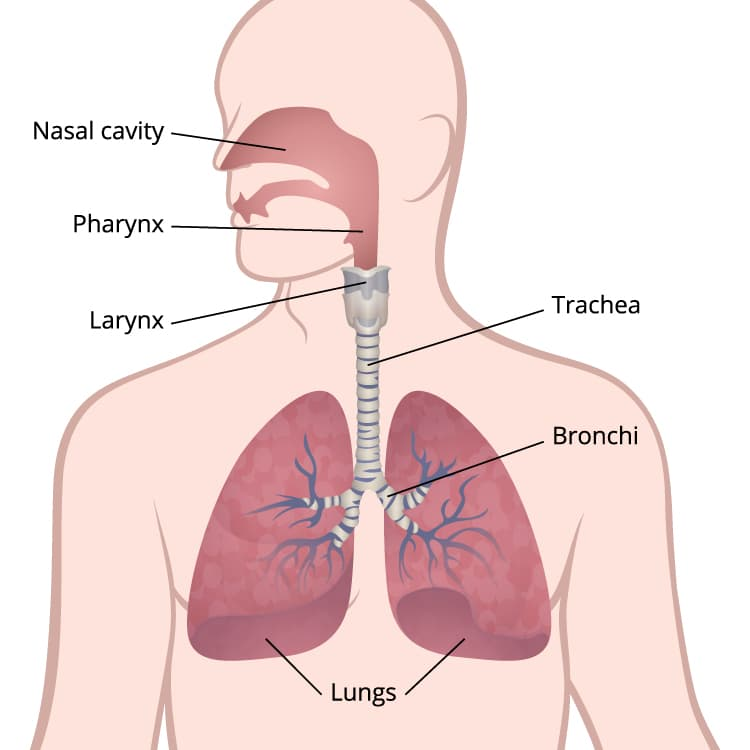 Nasal cavity
Pharynx
Larynx
Trachea
Bronchi
Lungs